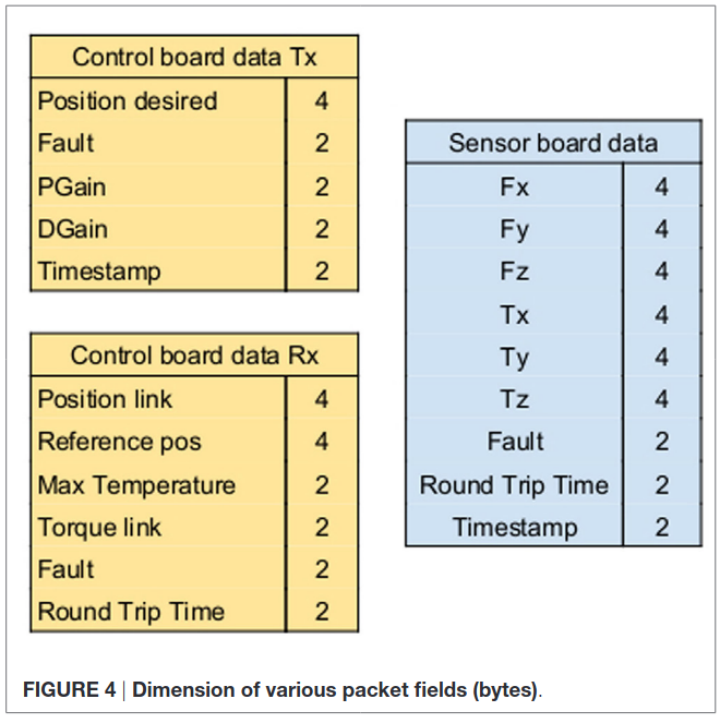 Control board data Tx
Position desired 4
Fault 2
PGain 2
DGain 2
Timestamp 2
Control board data Rx
Position link 4
Reference pos 4
Max Temperature 2
Torque link 2
Fault 2
Round Trip Time 2
Sensor board data
Fx 4
Fy 4
Fz 4
Tx 4
Ty 4
Tz 4
Fault 2
Round Trip Time 2
Timestamp 2
FIGURE 4 | Dimension of various packet fields (bytes).